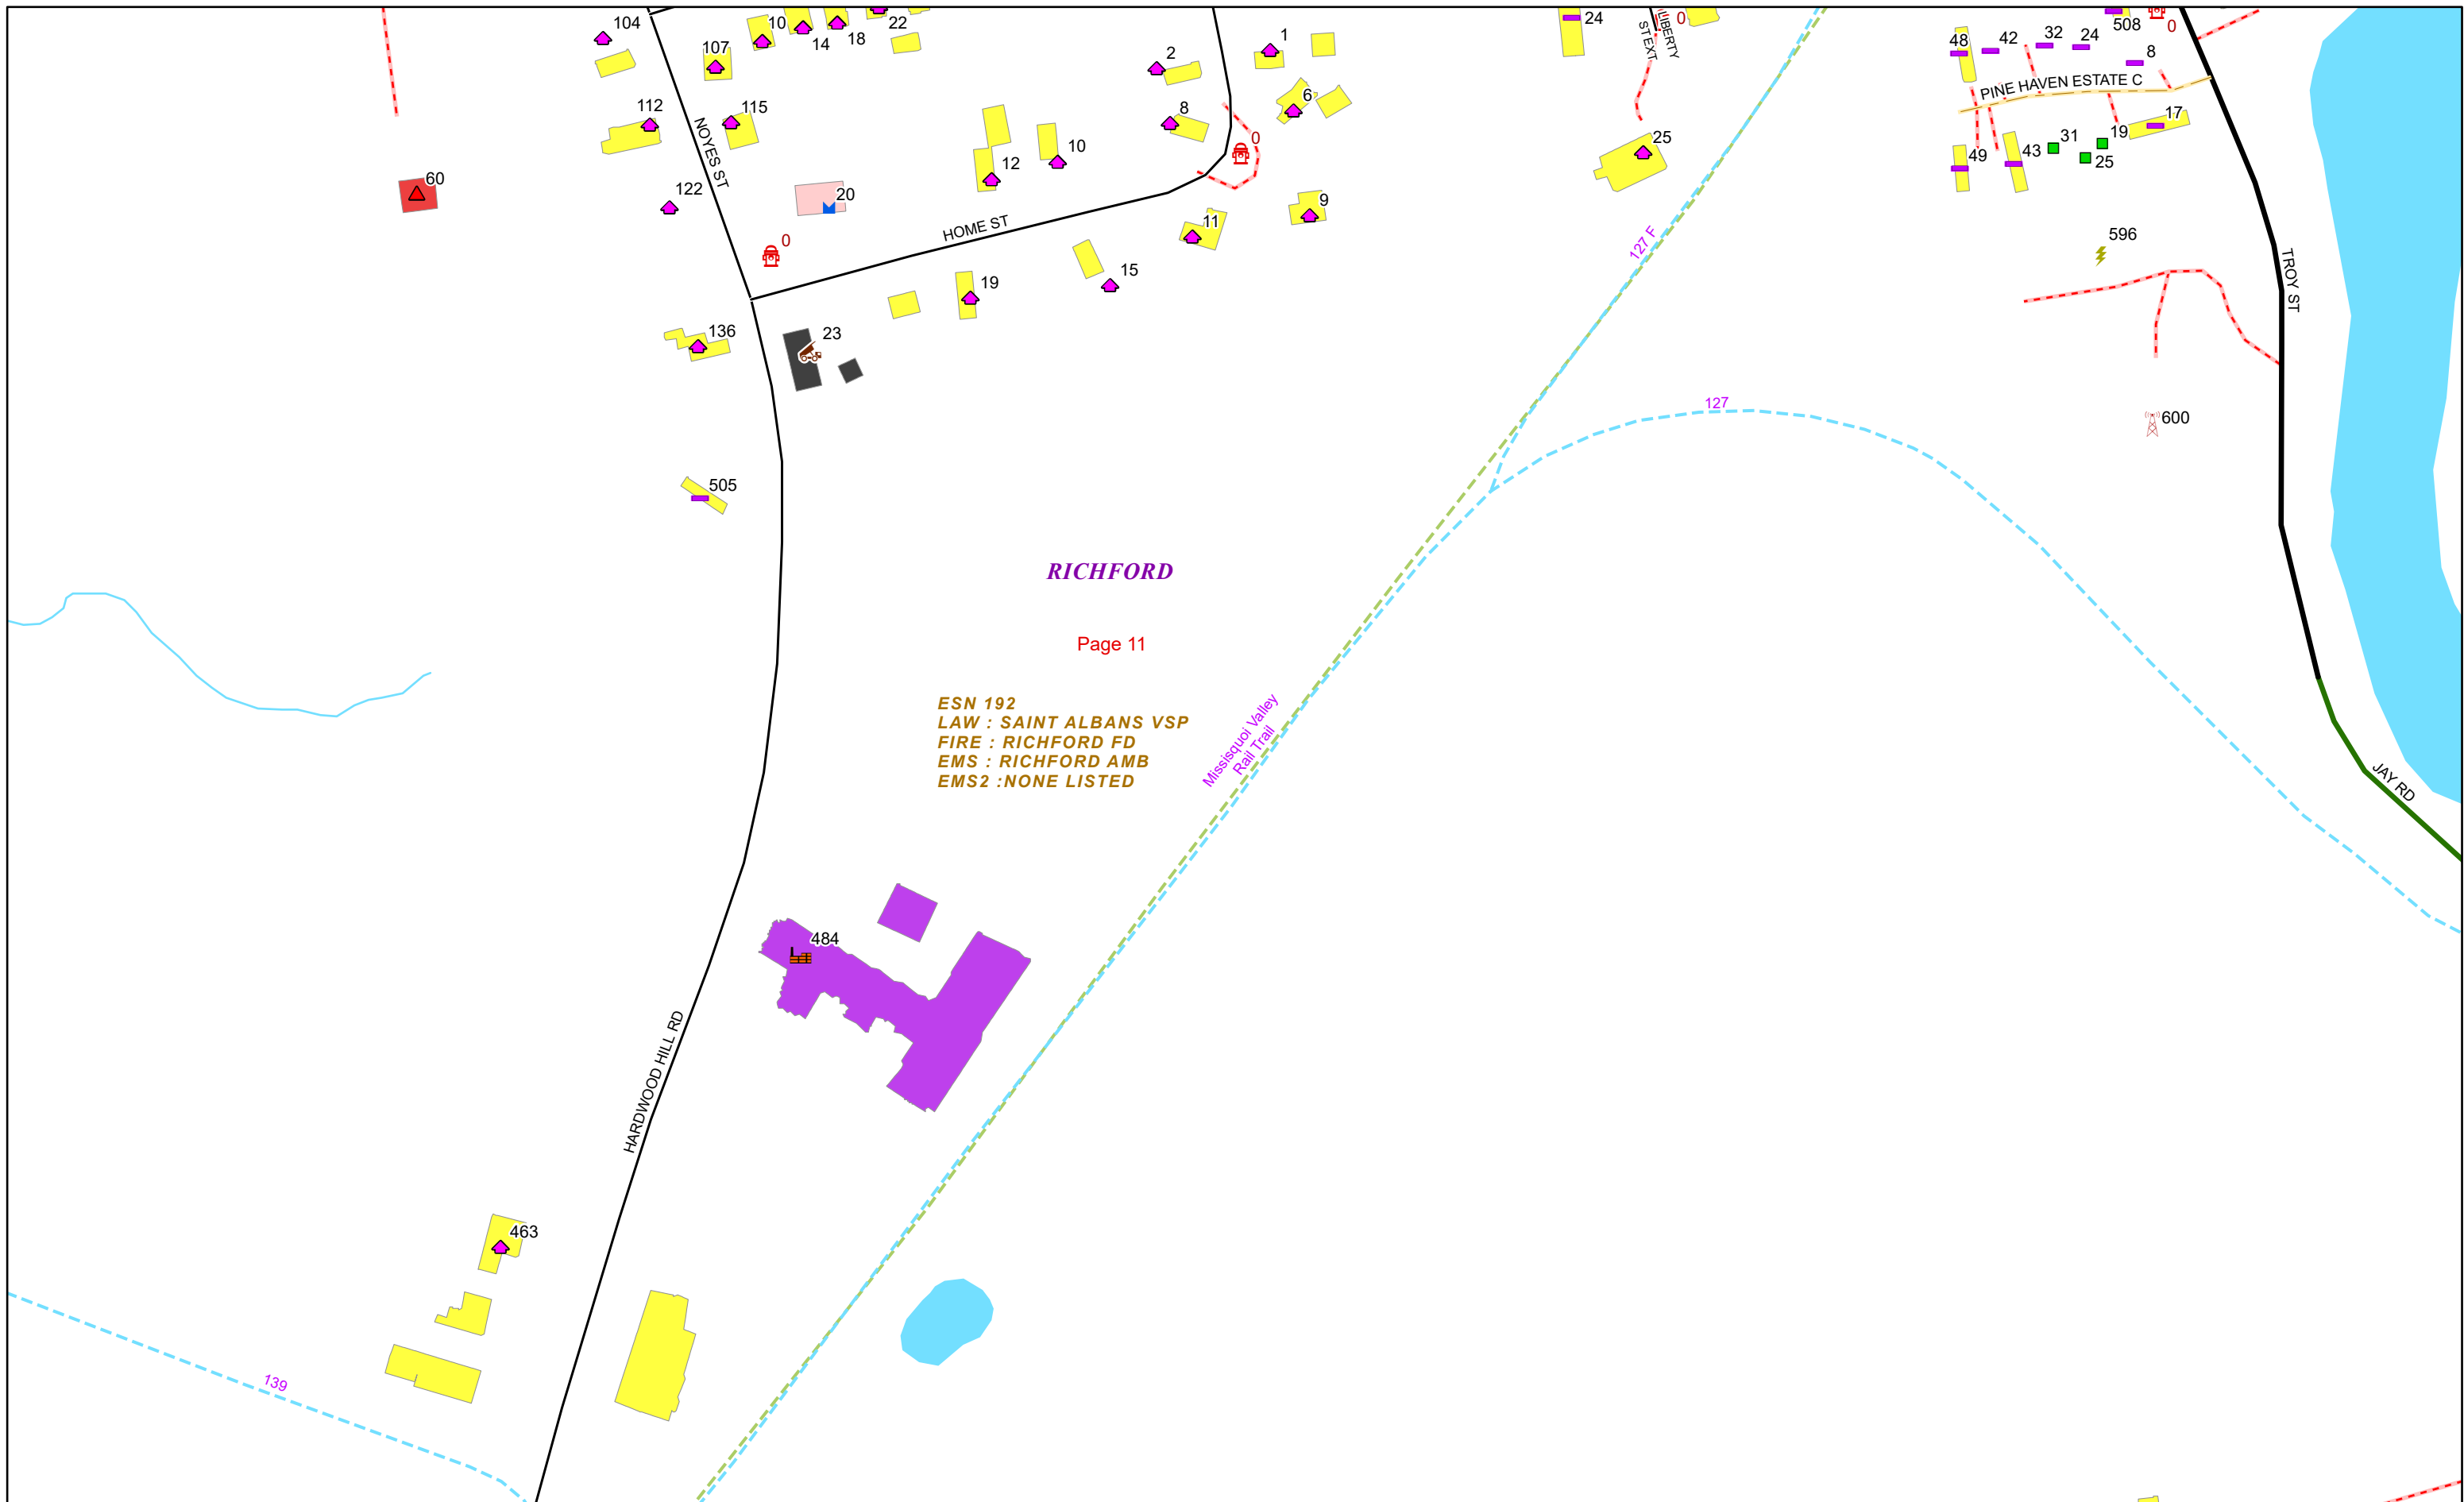 104
10
14
18
22
107
112
115
NOYES ST
60
122
20
0
HOME ST
12
10
2
8
1
6
0
9
11
15
19
136
23
505
24
LIBERTY
ST EXT
0
25
127 F
127
508
0
48
42
32
24
8
PINE HAVEN ESTATE C
17
19
31
25
43
49
596
TROY ST
600
RICHFORD
Page 11
ESN 192
LAW : SAINT ALBANS VSP
FIRE : RICHFORD FD
EMS : RICHFORD AMB
EMS2 :NONE LISTED
Missisquoi Valley
Rail Trail
JAY RD
484
HARDWOOD HILL RD
463
139